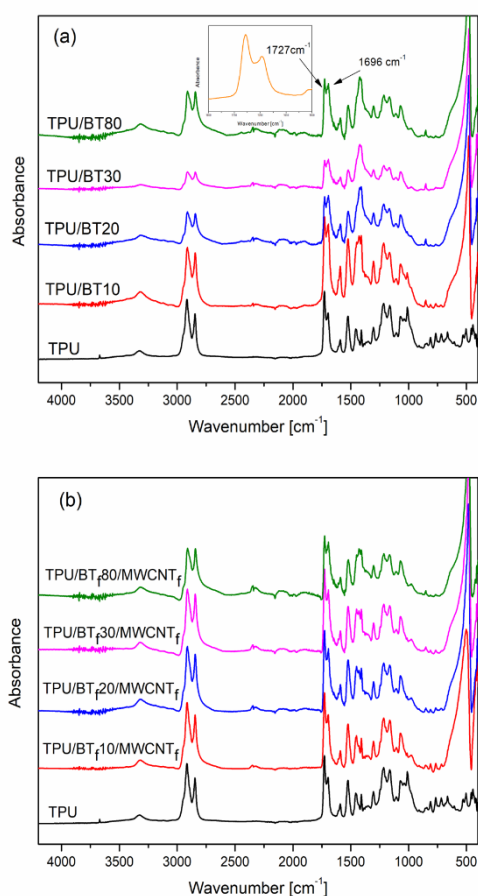 (a)
Absorbance
Wavenumber [cm⁻¹]
1727cm⁻¹
1696 cm⁻¹
TPU/BT80
TPU/BT30
TPU/BT20
TPU/BT10
TPU
Absorbance
4000 3500 3000 2500 2000 1500 1000 500
Wavenumber [cm⁻¹]
(b)
TPU/BTf80/MWCNTf
TPU/BTf30/MWCNTf
TPU/BTf20/MWCNTf
TPU/BTf10/MWCNTf
TPU
Absorbance
4000 3500 3000 2500 2000 1500 1000 500
Wavenumber [cm⁻¹]